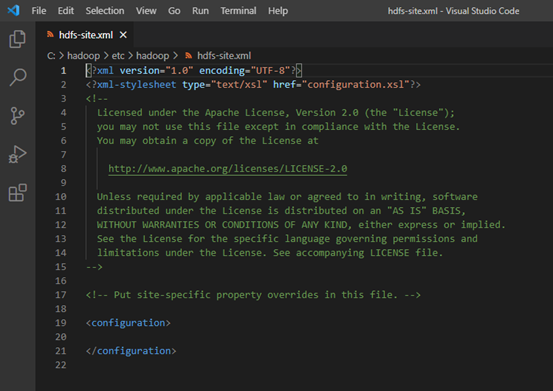 File Edit Selection View Go Run Terminal Help hdfs-site.xml - Visual Studio Code
hdfs-site.xml ×
C: > hadoop > etc > hadoop > hdfs-site.xml
1 <?xml version="1.0" encoding="UTF-8"?>
2 <?xml-stylesheet type="text/xsl" href="configuration.xsl"?>
3 <!--
4 Licensed under the Apache License, Version 2.0 (the "License");
5 you may not use this file except in compliance with the License.
6 You may obtain a copy of the License at
7
8 http://www.apache.org/licenses/LICENSE-2.0
9
10 Unless required by applicable law or agreed to in writing, software
11 distributed under the License is distributed on an "AS IS" BASIS,
12 WITHOUT WARRANTIES OR CONDITIONS OF ANY KIND, either express or implied.
13 See the License for the specific language governing permissions and
14 limitations under the License. See accompanying LICENSE file.
15 -->
16
17 <!-- Put site-specific property overrides in this file. -->
18
19 <configuration>
20
21 </configuration>
22